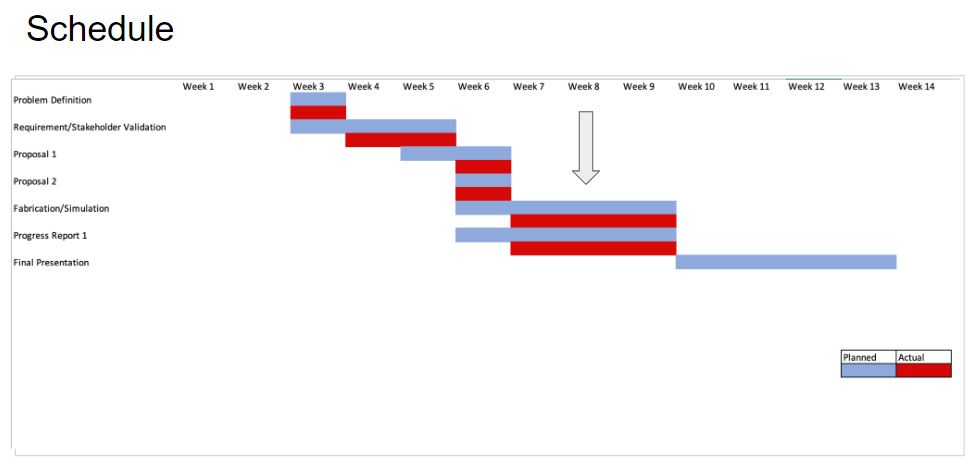 Schedule
Week 1 Week 2 Week 3 Week 4 Week 5 Week 6 Week 7 Week 8 Week 9 Week 10 Week 11 Week 12 Week 13 Week 14
Problem Definition
Requirement/Stakeholder Validation
Proposal 1
Proposal 2
Fabrication/Simulation
Progress Report 1
Final Presentation
Planned Actual